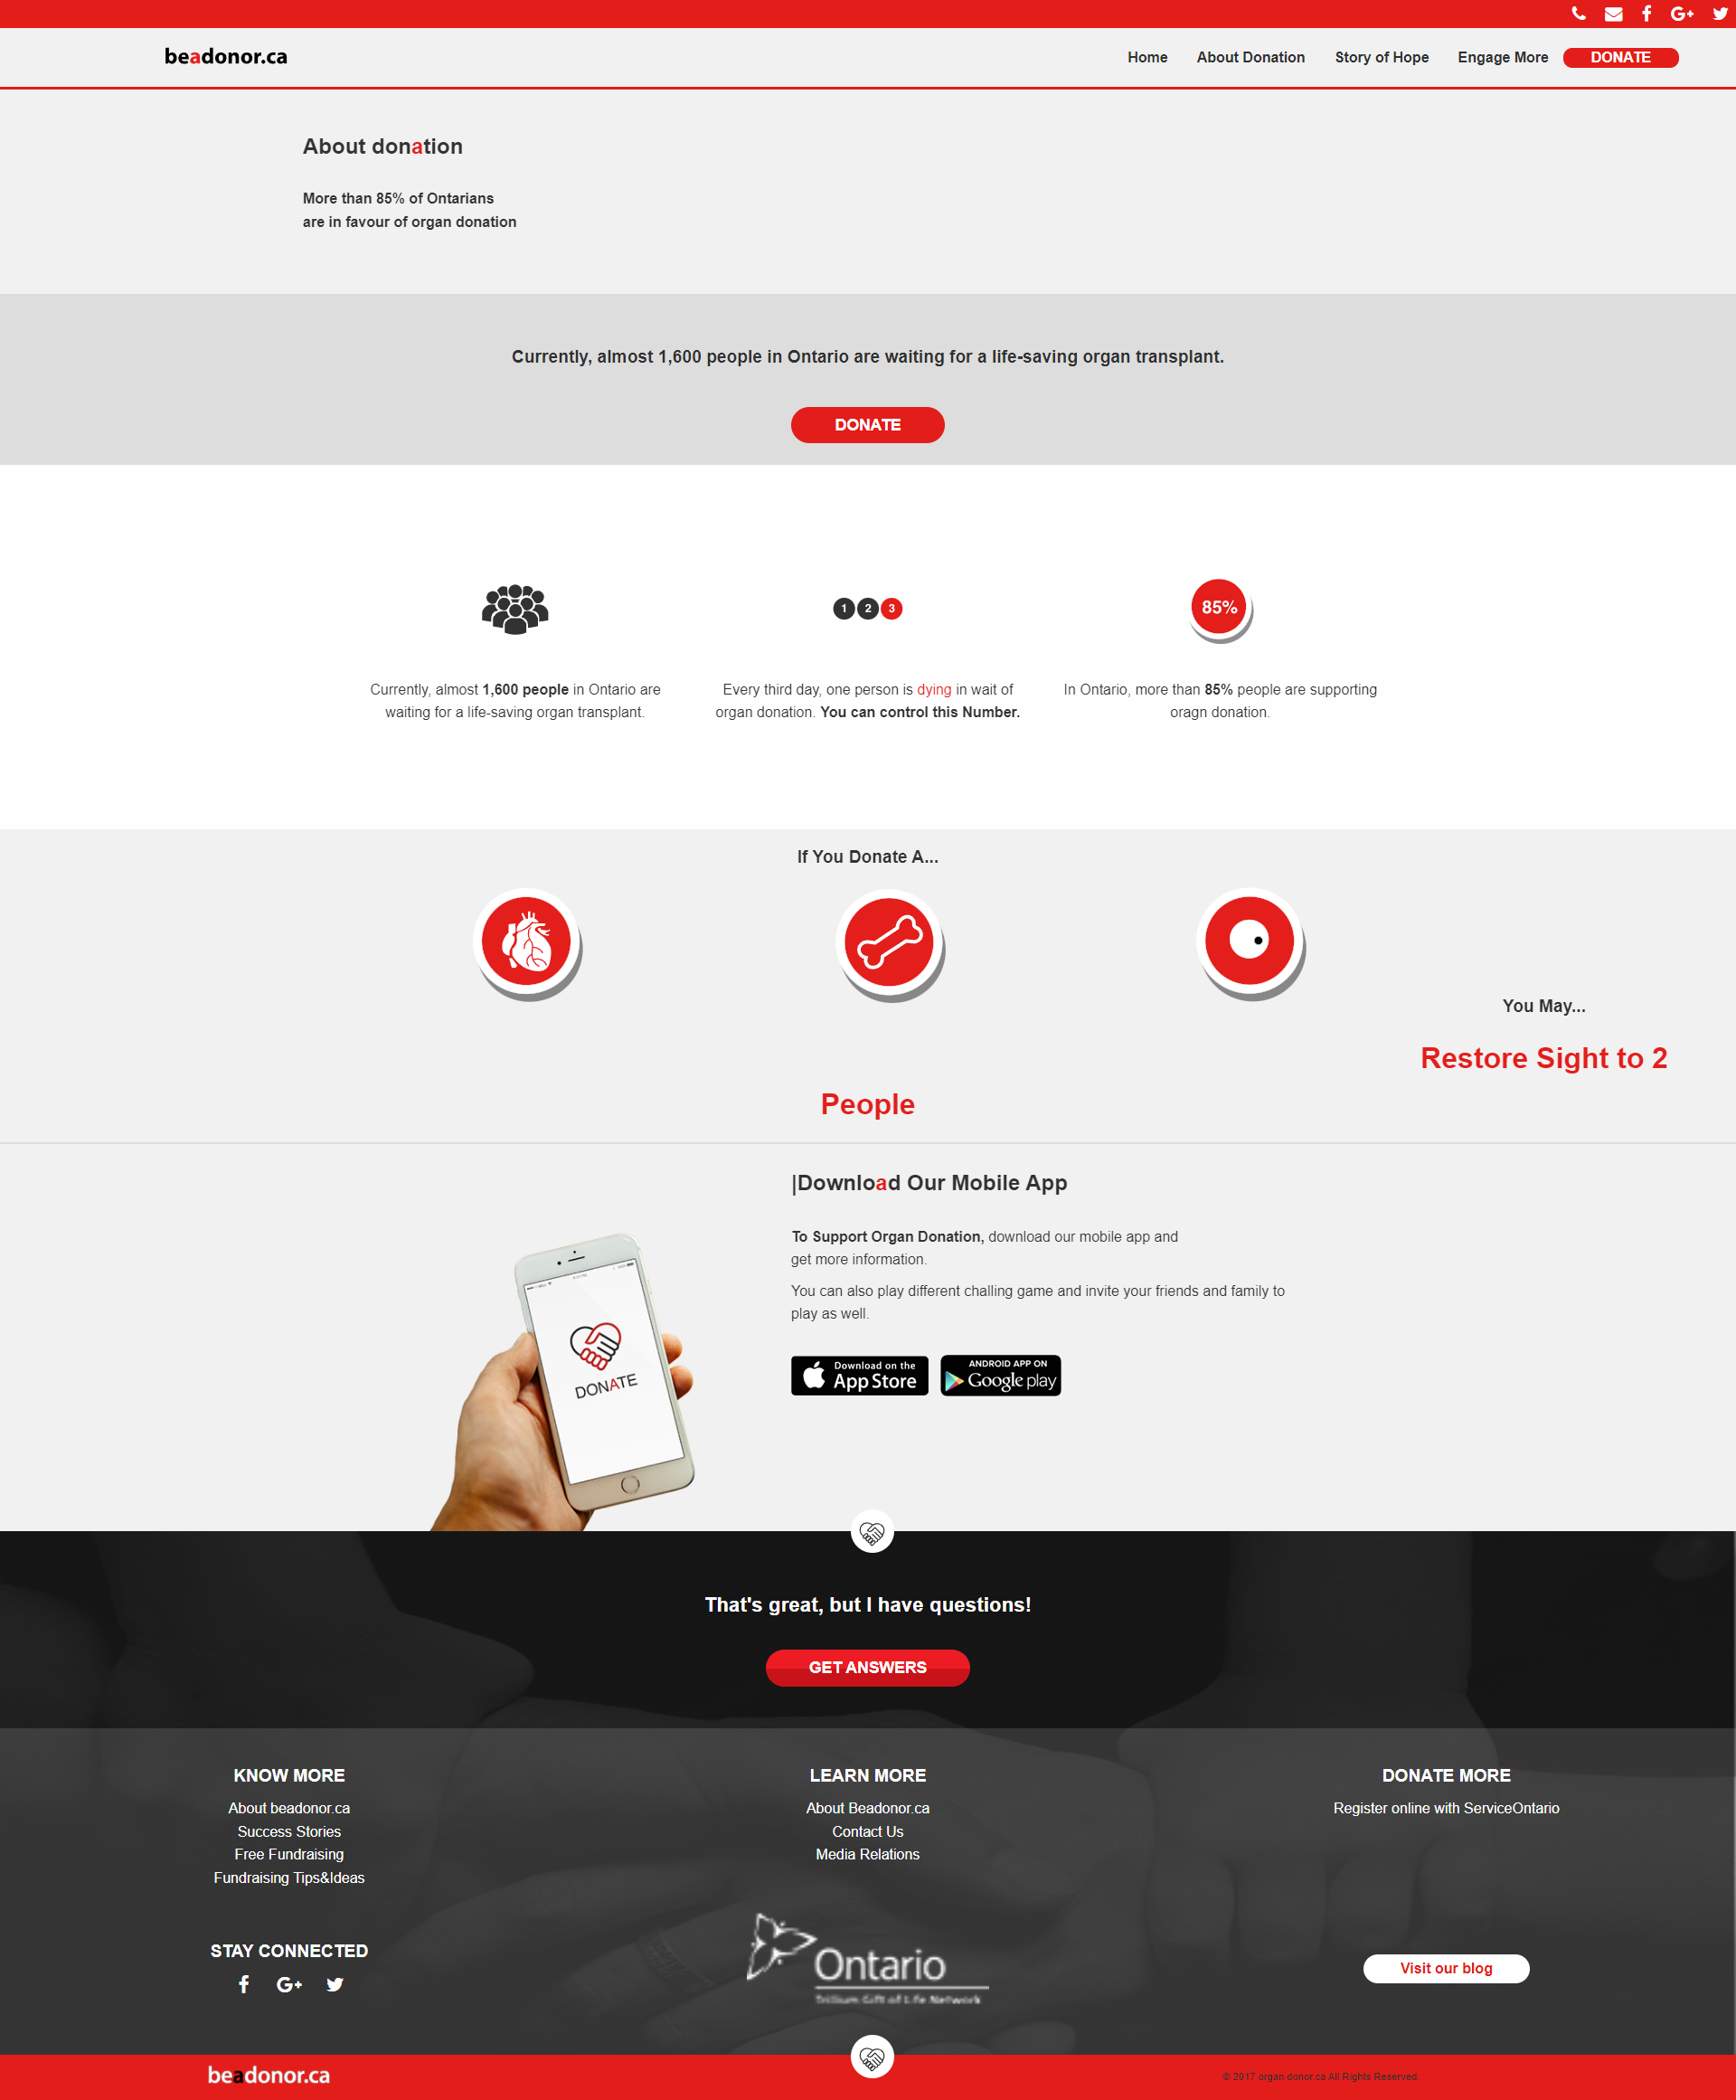 beadonor.ca
Home About Donation Story of Hope Engage More DONATE
About donation
More than 85% of Ontarians
are in favour of organ donation
Currently, almost 1,600 people in Ontario are waiting for a life-saving organ transplant.
DONATE
1 2 3
85%
Currently, almost 1,600 people in Ontario are
waiting for a life-saving organ transplant.
Every third day, one person is dying in wait of
organ donation. You can control this Number.
In Ontario, more than 85% people are supporting
oragn donation.
If You Donate A...
You May...
Restore Sight to 2
People
|Download Our Mobile App
To Support Organ Donation, download our mobile app and
get more information.
You can also play different challing game and invite your friends and family to
play as well.
DONATE
Download on the
App Store
ANDROID APP ON
Google play
That's great, but I have questions!
GET ANSWERS
KNOW MORE
About beadonor.ca
Success Stories
Free Fundraising
Fundraising Tips&Ideas
LEARN MORE
About Beadonor.ca
Contact Us
Media Relations
DONATE MORE
Register online with ServiceOntario
STAY CONNECTED
Ontario
Trillium Gift of Life Network
Visit our blog
beadonor.ca
© 2017 organ donor.ca All Rights Reserved.